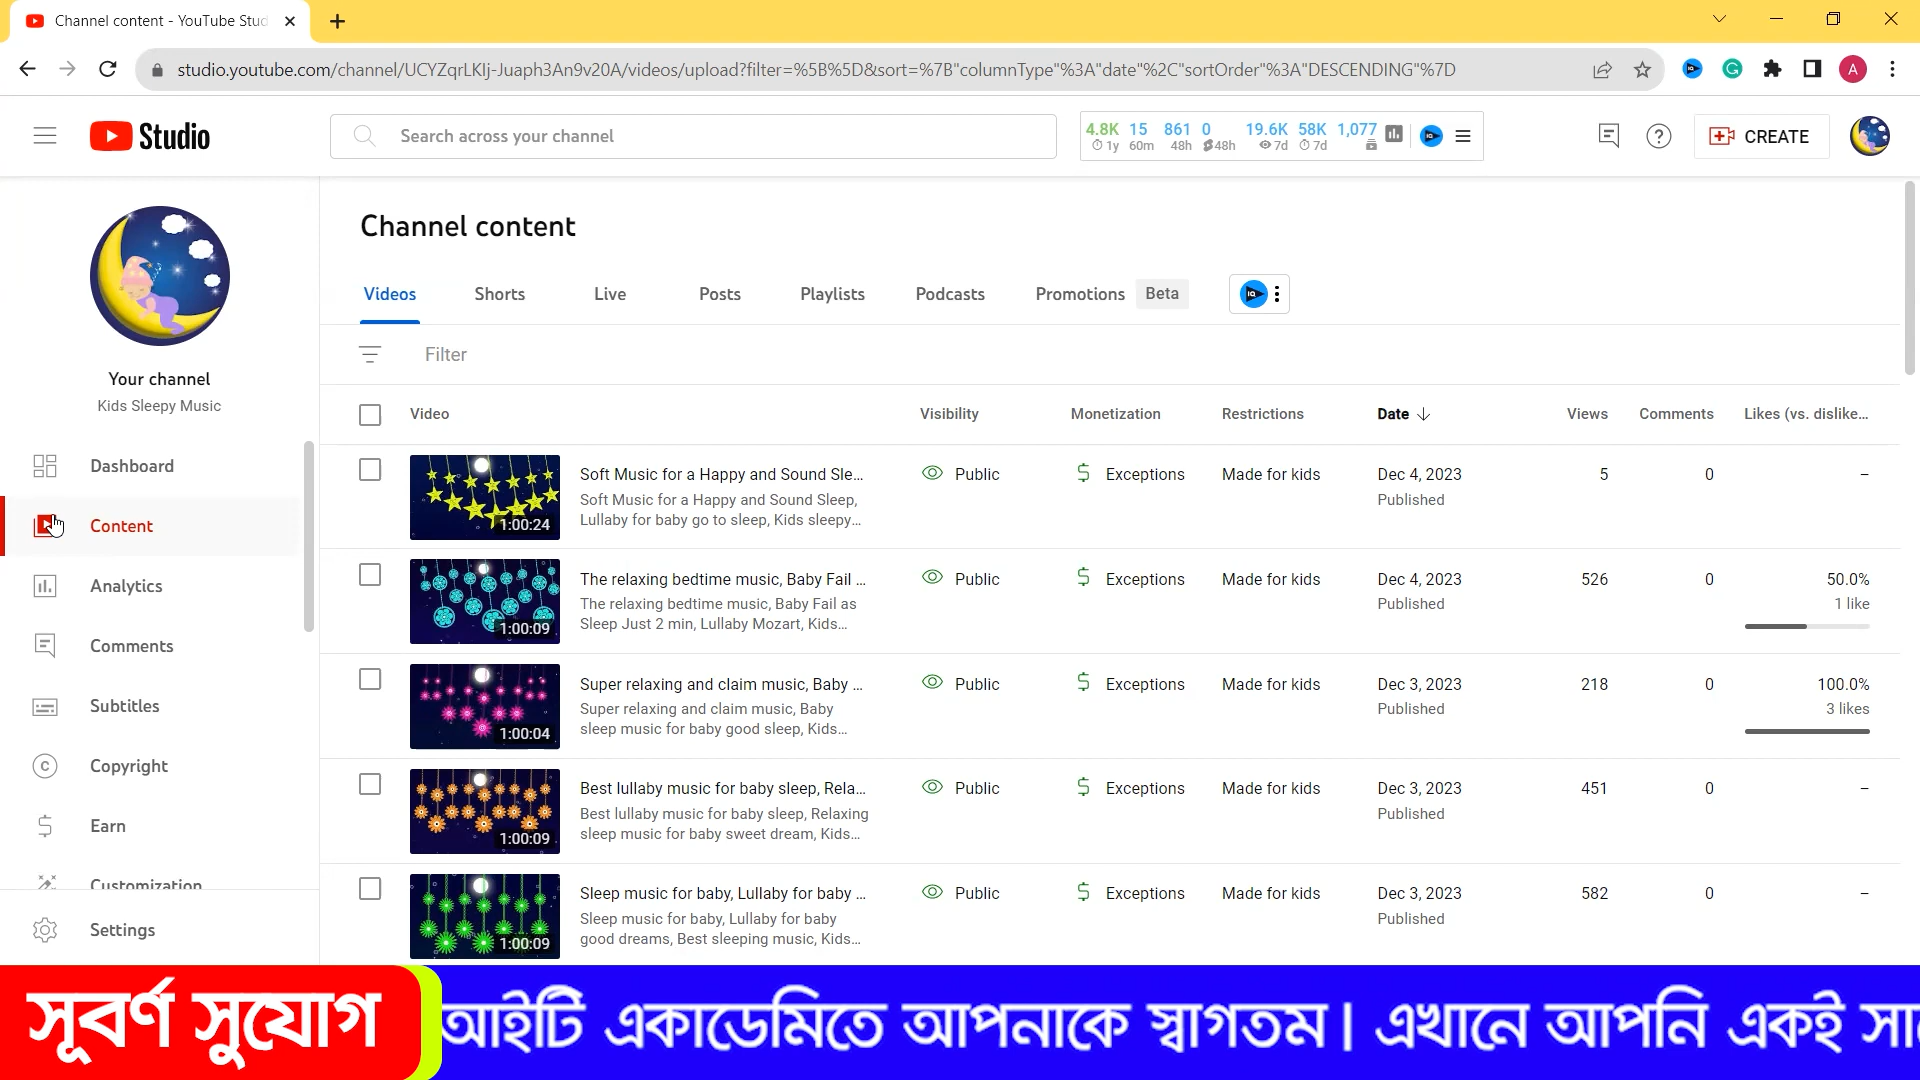 Channel content - YouTube Stud
studio.youtube.com/channel/UCYZqrLKlj-Juaph3An9v20A/videos/upload?filter=%5B%5D&sort=%7B"columnType"%3A"date"%2C"sortOrder"%3A"DESCENDING"%7D
A
Studio
Search across your channel
4.8K 15 861 0 19.6K 58K 1,077
1y 60m 48h 48h 7d 7d
IQ
CREATE
Your channel
Kids Sleepy Music
Dashboard
Content
Analytics
Comments
Subtitles
Copyright
Earn
Customization
Settings
Channel content
Videos Shorts Live Posts Playlists Podcasts Promotions Beta IQ
Filter
Video Visibility Monetization Restrictions Date Views Comments Likes (vs. dislike...
1:00:24
Soft Music for a Happy and Sound Sle... Public Exceptions Made for kids Dec 4, 2023 5 0 –
Soft Music for a Happy and Sound Sleep, Published
Lullaby for baby go to sleep, Kids sleepy...
1:00:09
The relaxing bedtime music, Baby Fail ... Public Exceptions Made for kids Dec 4, 2023 526 0 50.0%
The relaxing bedtime music, Baby Fail as Published 1 like
Sleep Just 2 min, Lullaby Mozart, Kids...
1:00:04
Super relaxing and claim music, Baby ... Public Exceptions Made for kids Dec 3, 2023 218 0 100.0%
Super relaxing and claim music, Baby Published 3 likes
sleep music for baby good sleep, Kids...
1:00:09
Best lullaby music for baby sleep, Rela... Public Exceptions Made for kids Dec 3, 2023 451 0 –
Best lullaby music for baby sleep, Relaxing Published
sleep music for baby sweet dream, Kids...
1:00:09
Sleep music for baby, Lullaby for baby ... Public Exceptions Made for kids Dec 3, 2023 582 0 –
Sleep music for baby, Lullaby for baby Published
good dreams, Best sleeping music, Kids...
সূবর্ণ সুযোগ
আইটি একাডেমিতে আপনাকে স্বাগতম। এখানে আপনি একই